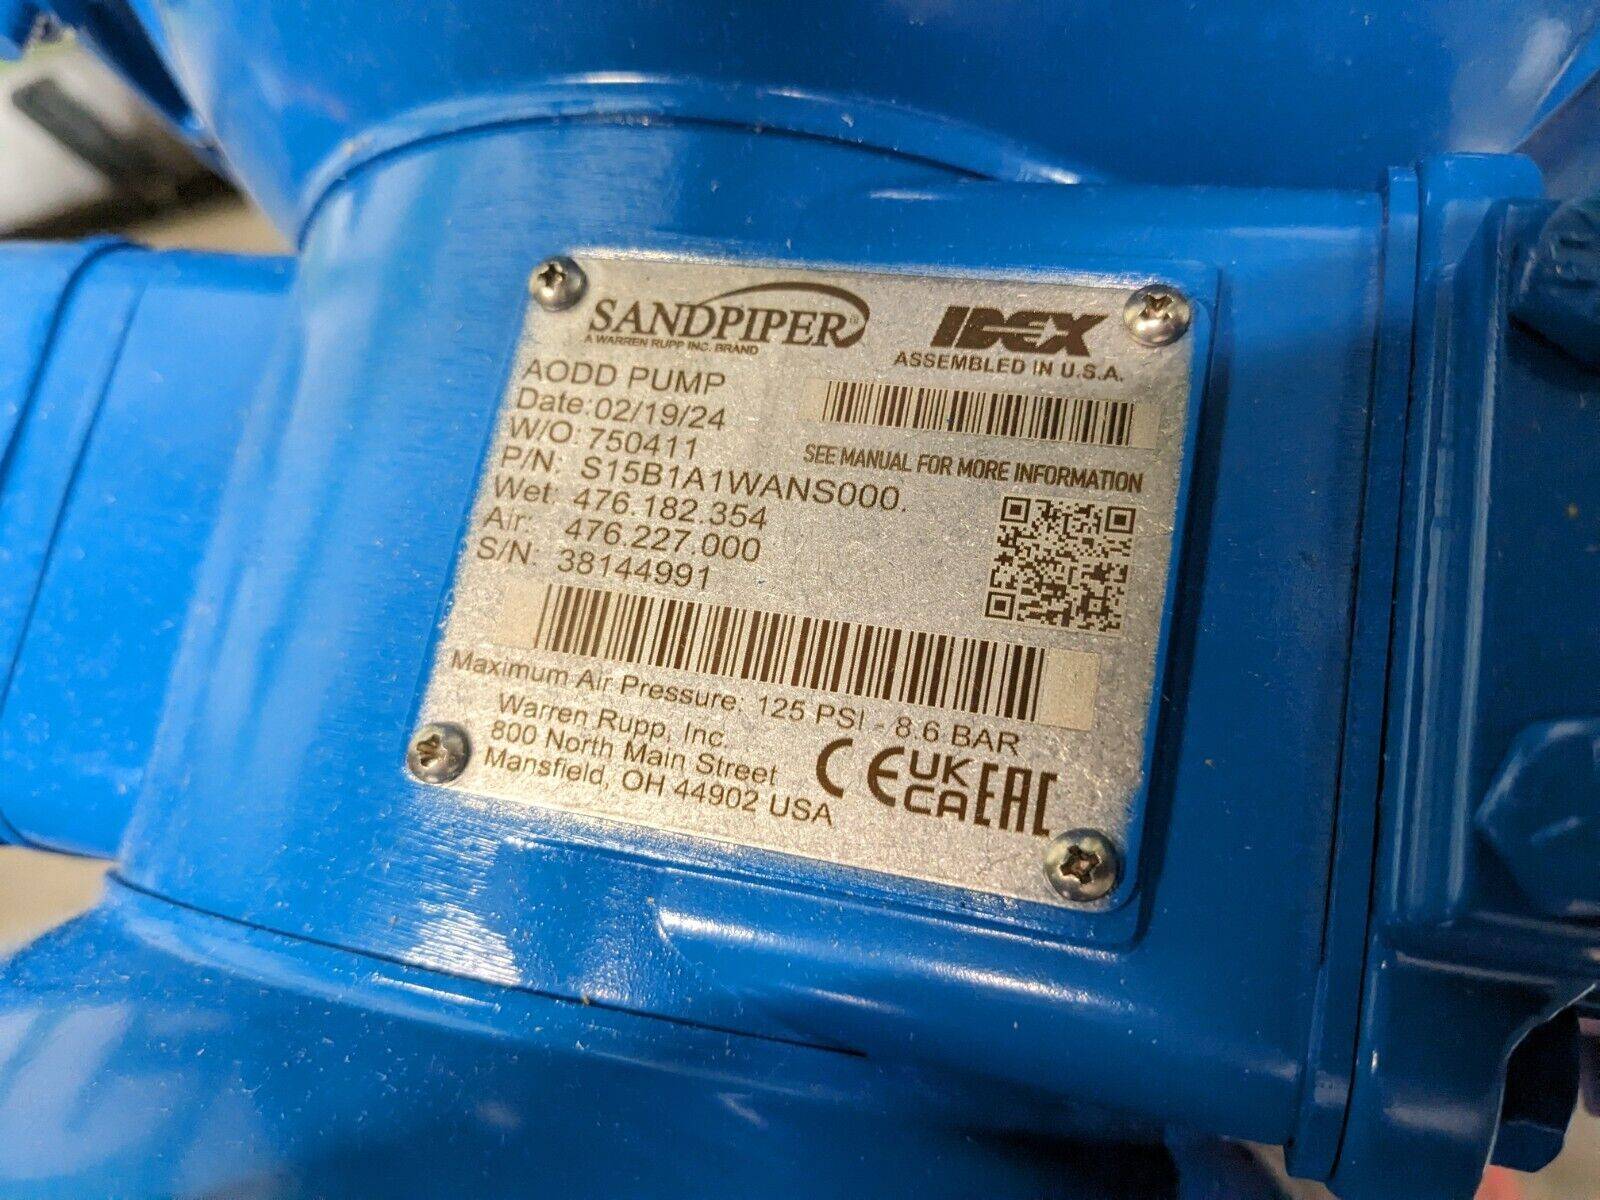 SANDPIPER™
A WARREN RUPP INC. BRAND
IDEX
ASSEMBLED IN U.S.A.
AODD PUMP
Date: 02/19/24
W/O: 750411
P/N: S15B1A1WANS000.
Wet: 476.182.354
Air: 476.227.000
S/N: 38144991
SEE MANUAL FOR MORE INFORMATION
Maximum Air Pressure: 125 PSI - 8.6 BAR
Warren Rupp, Inc.
800 North Main Street
Mansfield, OH 44902 USA
CE UK CA EAC